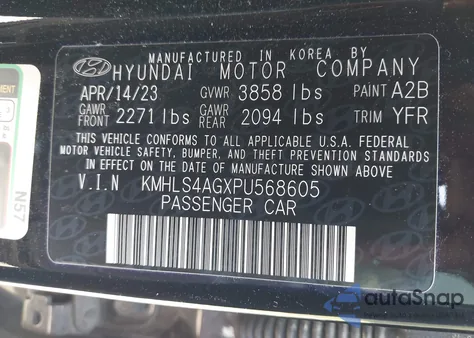 MANUFACTURED IN KOREA BY
HYUNDAI MOTOR COMPANY
APR/14/23 GVWR 3858 lbs PAINT A2B
GAWR FRONT 2271 lbs GAWR REAR 2094 lbs TRIM YFR
THIS VEHICLE CONFORMS TO ALL APPLICABLE U.S.A. FEDERAL
MOTOR VEHICLE SAFETY, BUMPER, AND THEFT PREVENTION STANDARDS
IN EFFECT ON THE DATE OF MANUFACTURE SHOWN ABOVE
V.I.N KMHLS4AGXPU568605
PASSENGER CAR
N57
autoSnap